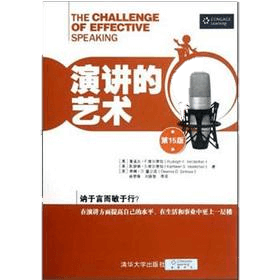 THE CHALLENGE
OF EFFECTIVE
SPEAKING
CENGAGE
Learning
演讲的
艺术
第15版
讷于言而敏于行？
在演讲方面提高自己的水平，在生活和事业中更上一层楼
清华大学出版社